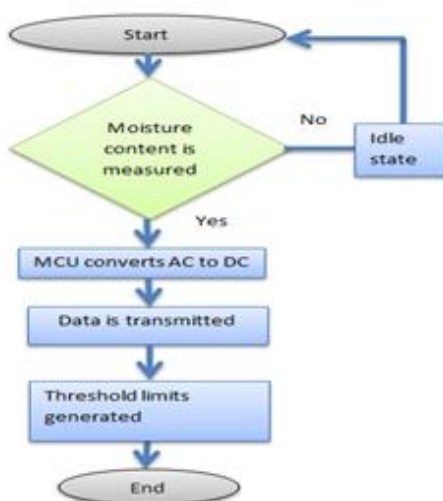 Start
Moisture
content is
measured
No
Idle
state
Yes
MCU converts AC to DC
Data is transmitted
Threshold limits
generated
End